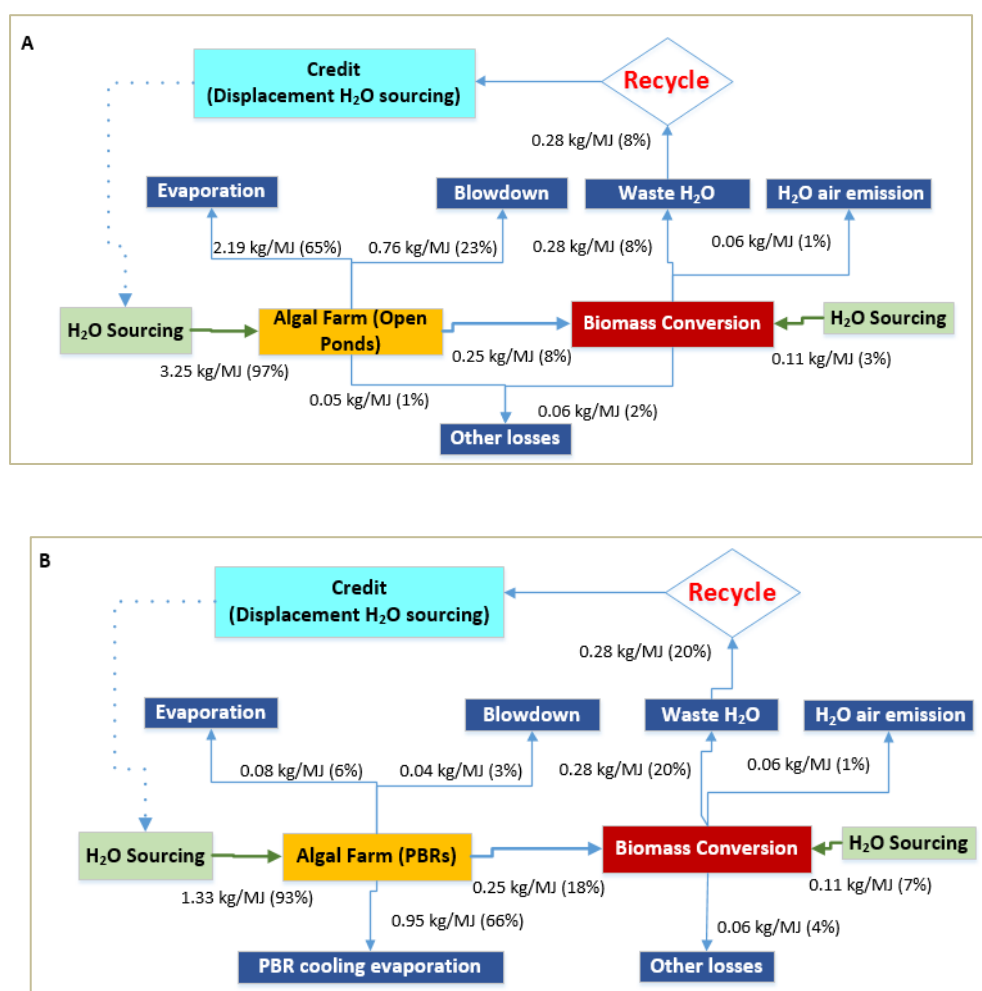 A
Credit
(Displacement H₂O sourcing)
Recycle
0.28 kg/MJ (8%)
Evaporation
Blowdown
Waste H₂O
H₂O air emission
2.19 kg/MJ (65%)
0.76 kg/MJ (23%)
0.28 kg/MJ (8%)
0.06 kg/MJ (1%)
H₂O Sourcing
Algal Farm (Open
Ponds)
Biomass Conversion
H₂O Sourcing
3.25 kg/MJ (97%)
0.25 kg/MJ (8%)
0.11 kg/MJ (3%)
0.05 kg/MJ (1%)
0.06 kg/MJ (2%)
Other losses
B
Credit
(Displacement H₂O sourcing)
Recycle
0.28 kg/MJ (20%)
Evaporation
Blowdown
Waste H₂O
H₂O air emission
0.08 kg/MJ (6%)
0.04 kg/MJ (3%)
0.28 kg/MJ (20%)
0.06 kg/MJ (1%)
H₂O Sourcing
Algal Farm (PBRs)
Biomass Conversion
H₂O Sourcing
1.33 kg/MJ (93%)
0.25 kg/MJ (18%)
0.11 kg/MJ (7%)
0.95 kg/MJ (66%)
0.06 kg/MJ (4%)
PBR cooling evaporation
Other losses